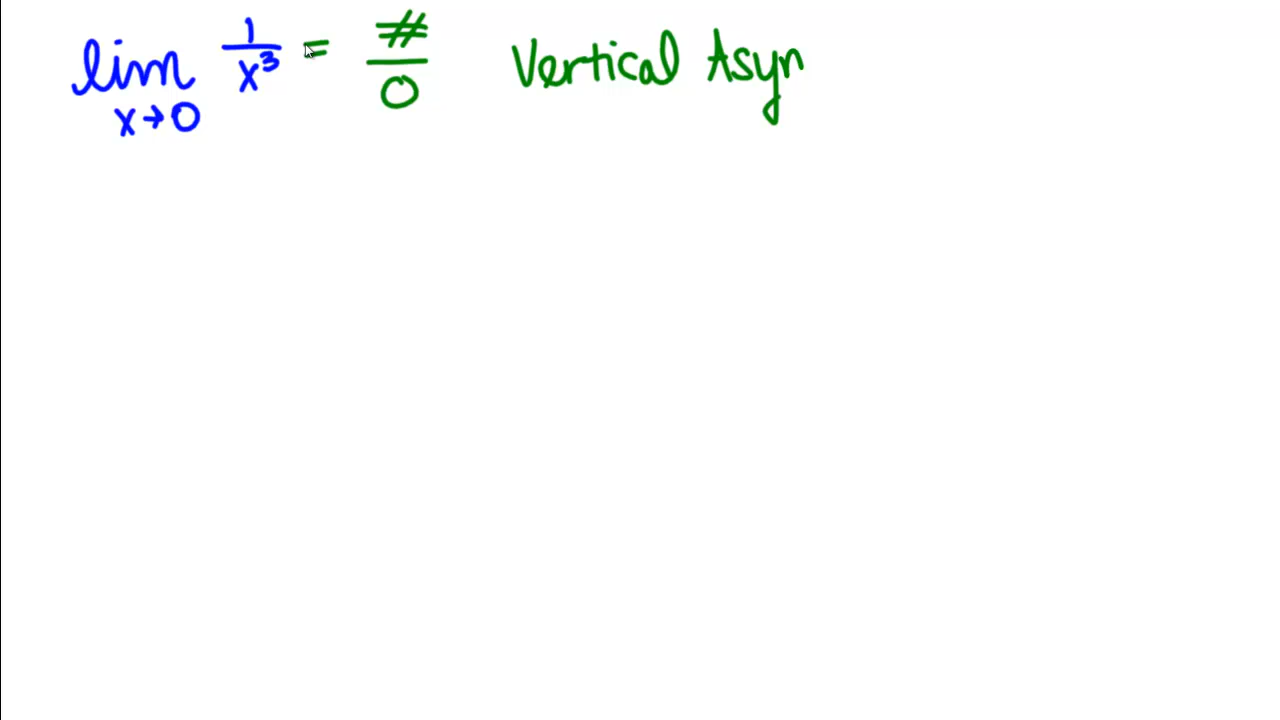 lim x→0 1/x³ = #/0 Vertical Asyn